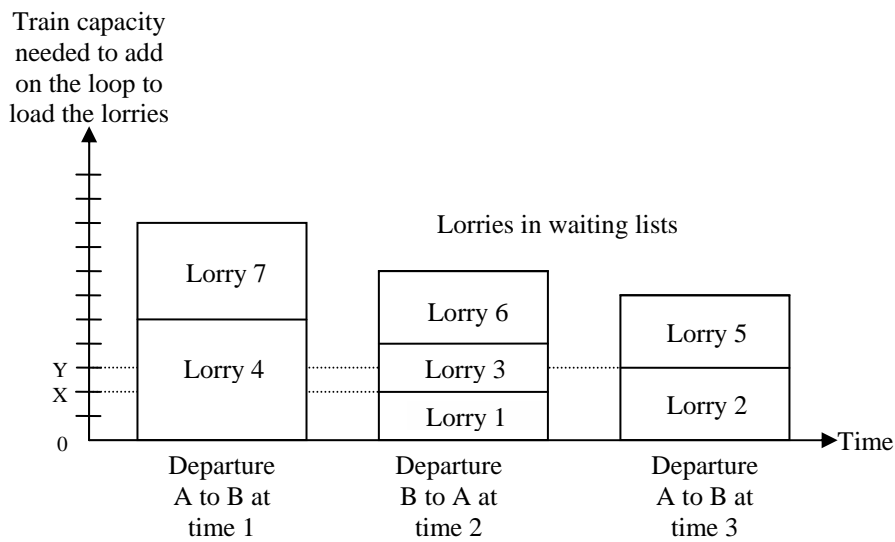 Train capacity
needed to add
on the loop to
load the lorries
Lorries in waiting lists
Lorry 7
Lorry 6
Lorry 5
Y
Lorry 4
Lorry 3
X
Lorry 1
Lorry 2
0
Time
Departure
A to B at
time 1
Departure
B to A at
time 2
Departure
A to B at
time 3